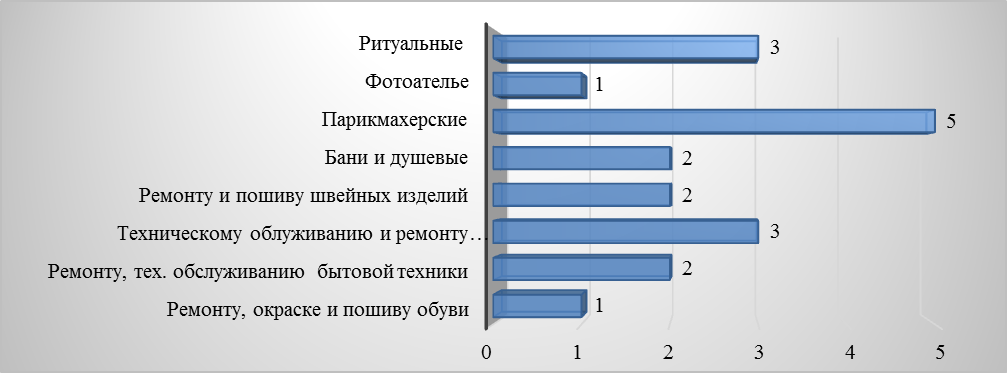 Ритуальные 3
Фотоателье 1
Парикмахерские 5
Бани и душевые 2
Ремонту и пошиву швейных изделий 2
Техническому облуживанию и ремонту… 3
Ремонту, тех. обслуживанию бытовой техники 2
Ремонту, окраске и пошиву обуви 1
0 1 2 3 4 5